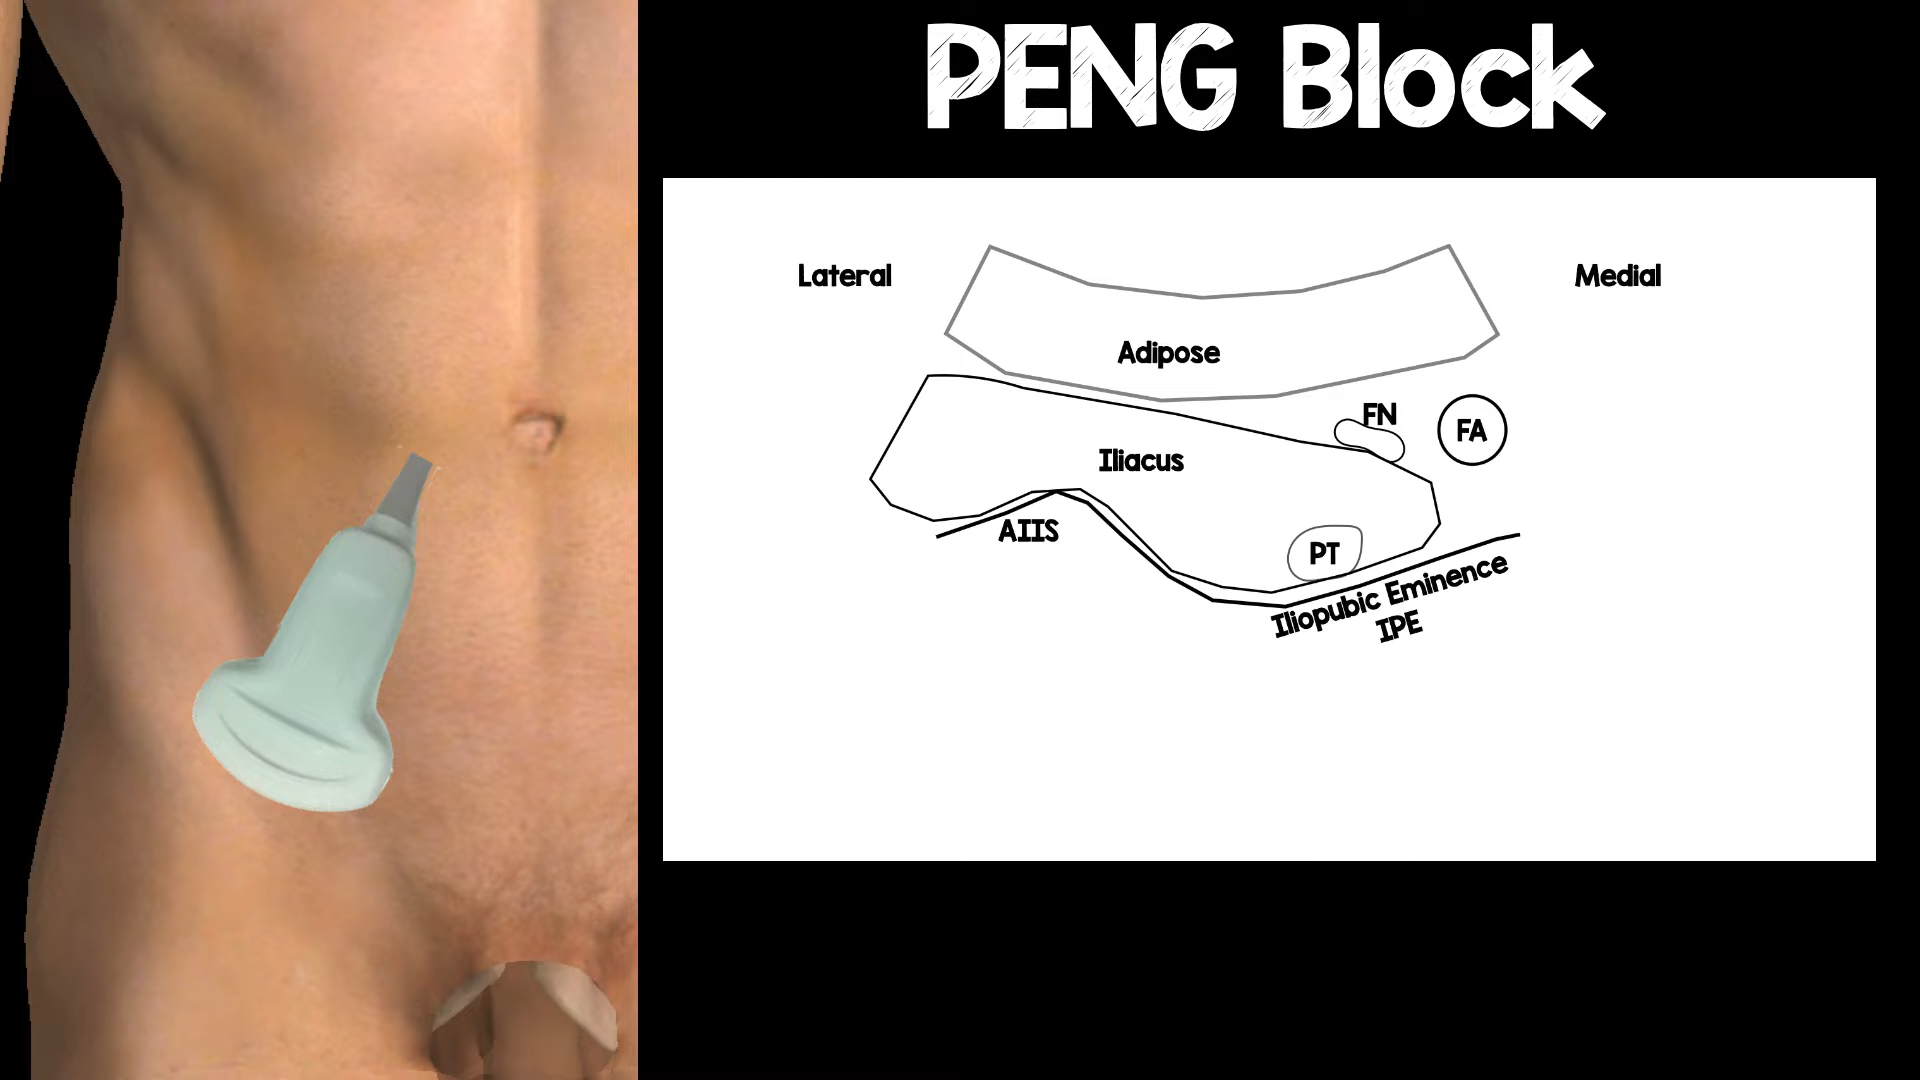 PENG Block
Lateral
Medial
Adipose
FN
FA
Iliacus
AIIS
PT
Iliopubic Eminence
IPE